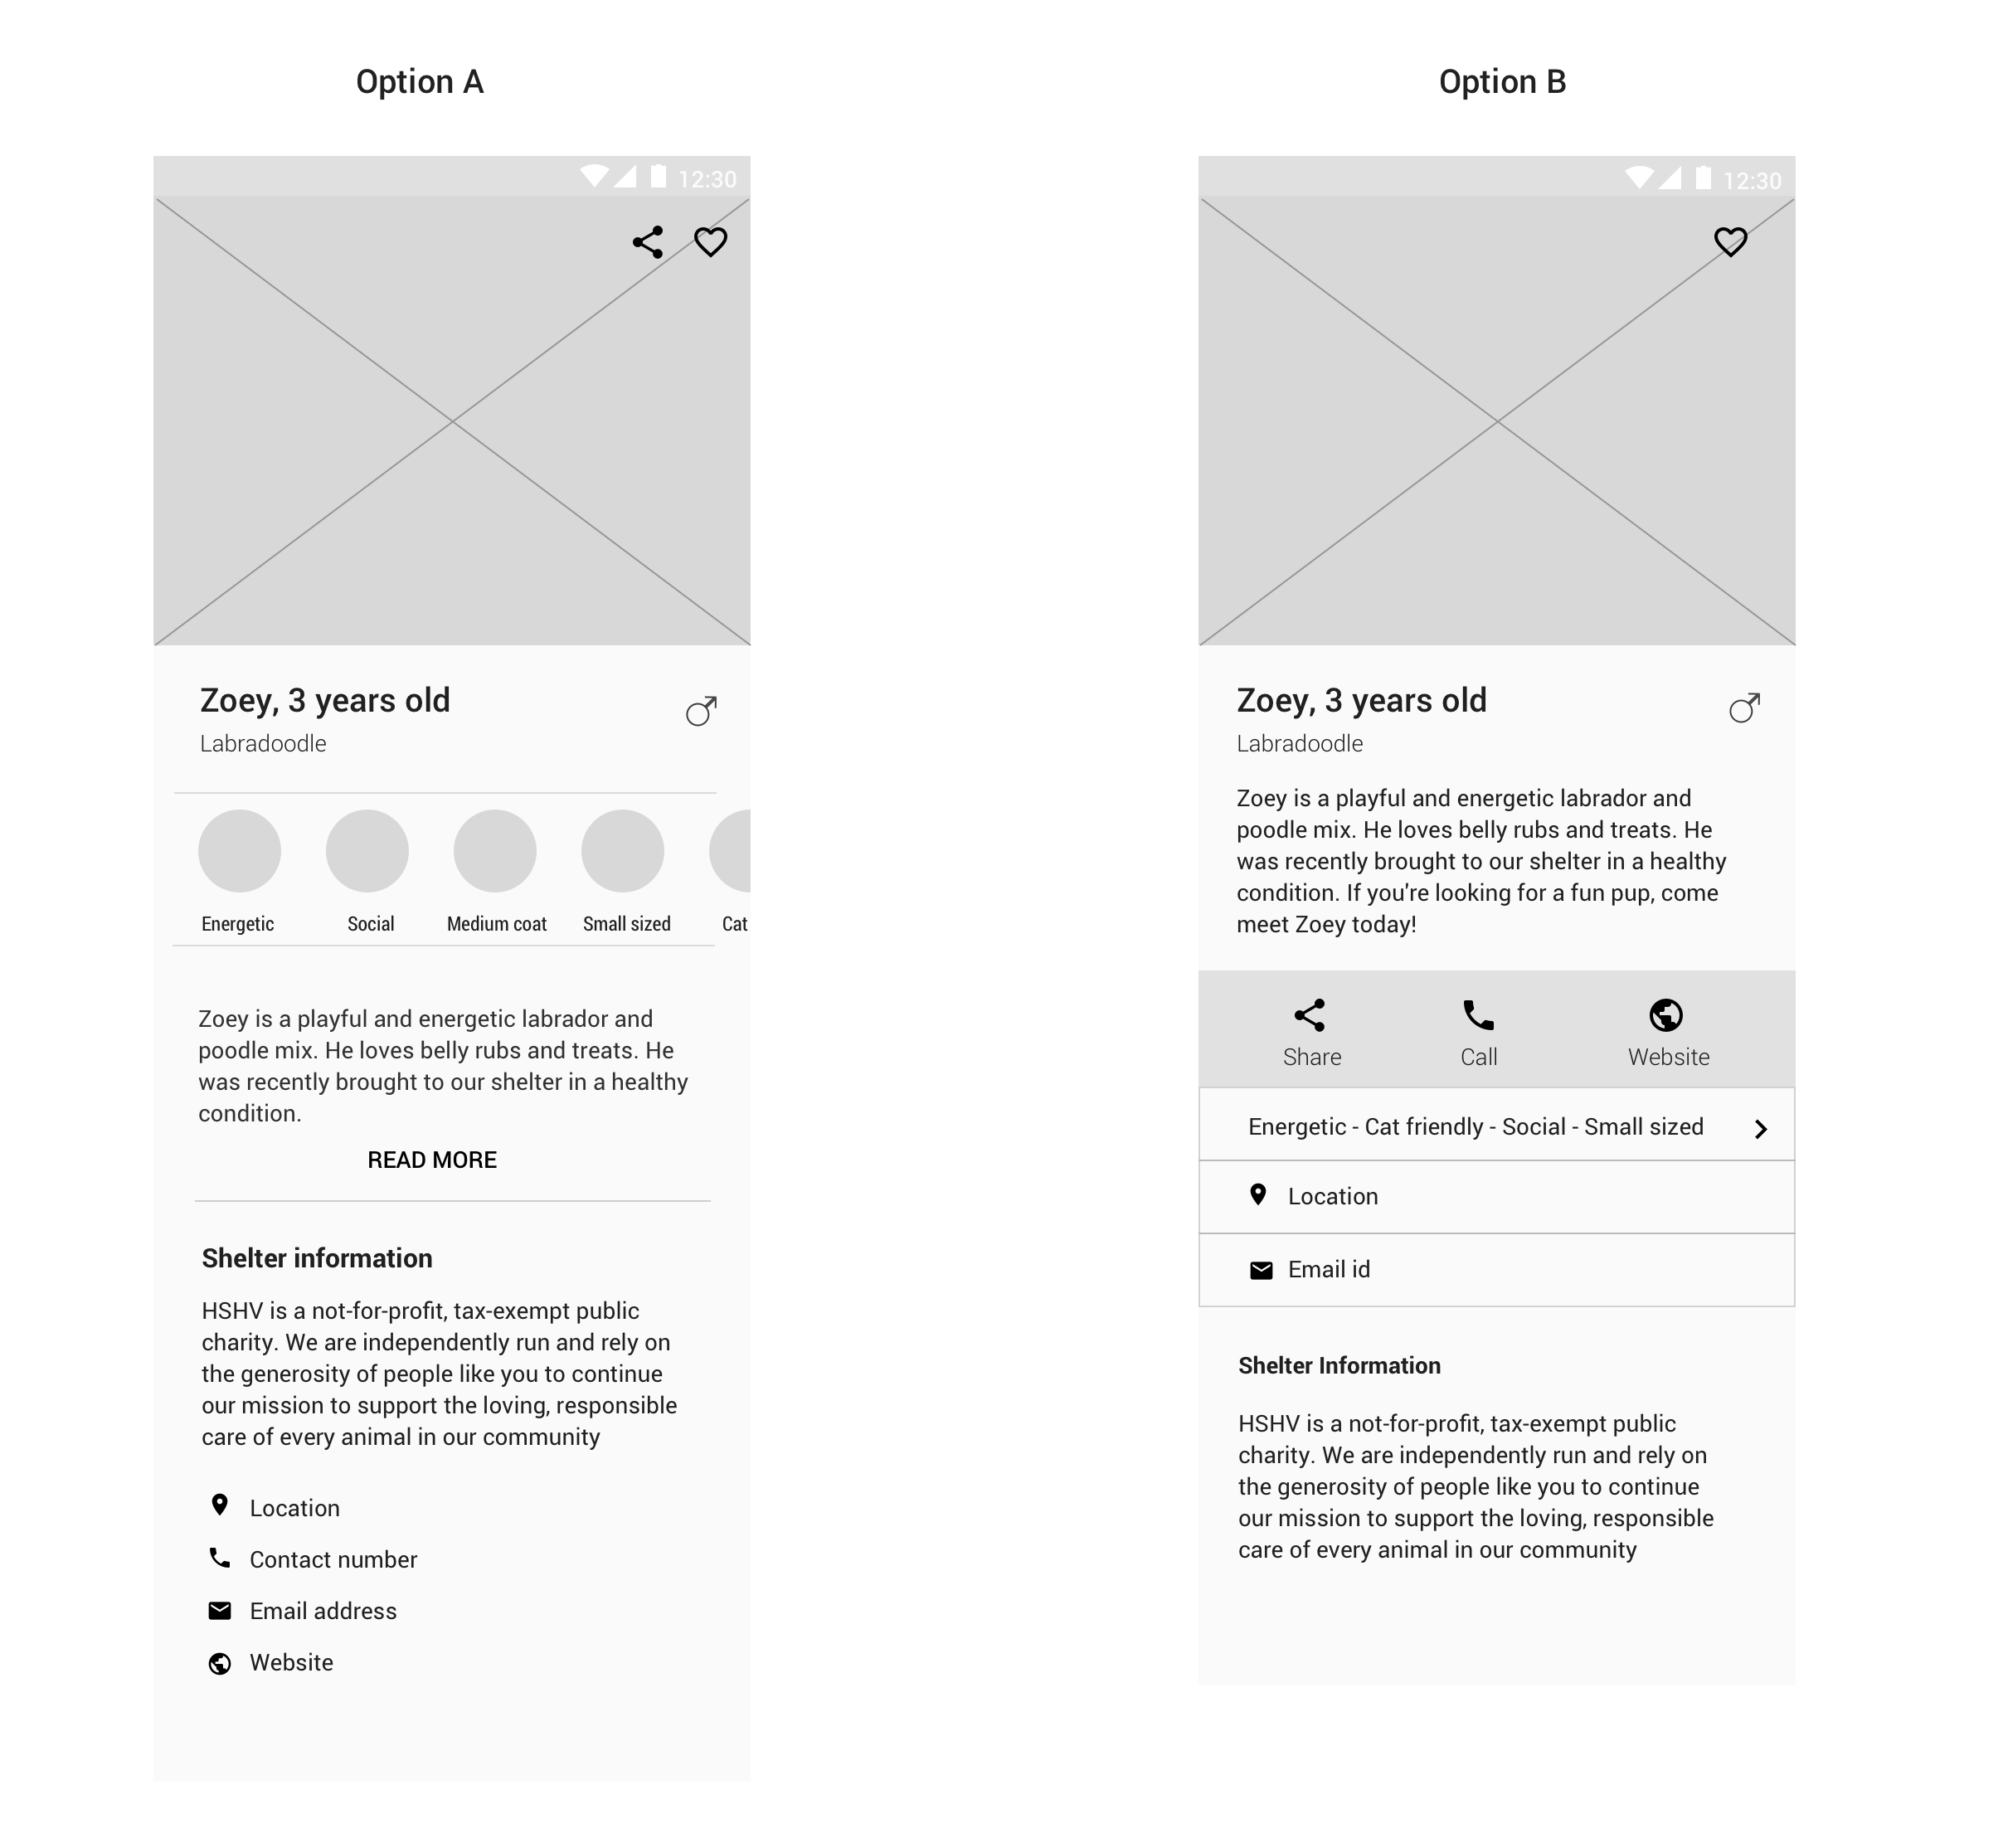 Option A
12:30
Zoey, 3 years old
Labradoodle
Energetic
Social
Medium coat
Small sized
Cat
Zoey is a playful and energetic labrador and
poodle mix. He loves belly rubs and treats. He
was recently brought to our shelter in a healthy
condition.
READ MORE
Shelter information
HSHV is a not-for-profit, tax-exempt public
charity. We are independently run and rely on
the generosity of people like you to continue
our mission to support the loving, responsible
care of every animal in our community
Location
Contact number
Email address
Website
Option B
12:30
Zoey, 3 years old
Labradoodle
Zoey is a playful and energetic labrador and
poodle mix. He loves belly rubs and treats. He
was recently brought to our shelter in a healthy
condition. If you're looking for a fun pup, come
meet Zoey today!
Share
Call
Website
Energetic - Cat friendly - Social - Small sized
Location
Email id
Shelter Information
HSHV is a not-for-profit, tax-exempt public
charity. We are independently run and rely on
the generosity of people like you to continue
our mission to support the loving, responsible
care of every animal in our community